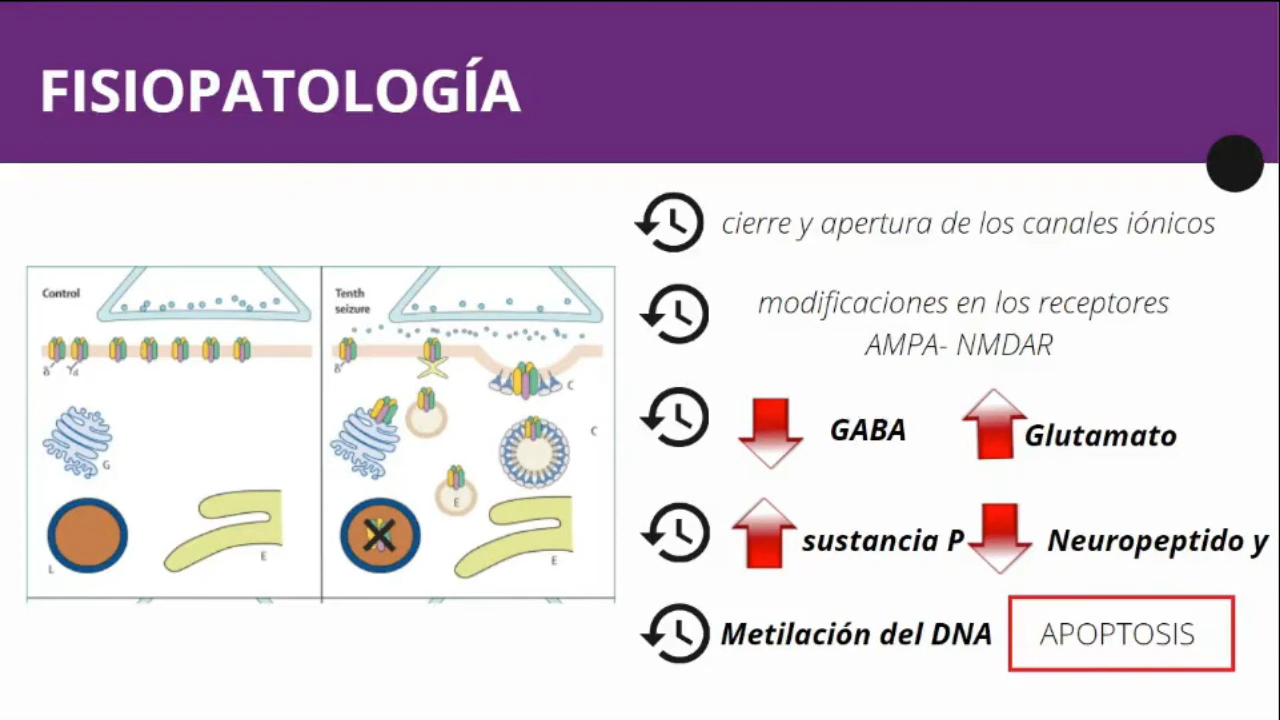 FISIOPATOLOGÍA
cierre y apertura de los canales iónicos
modificaciones en los receptores
AMPA- NMDAR
GABA
Glutamato
sustancia P
Neuropeptido y
Metilación del DNA
APOPTOSIS
Control
δ
γd
G
L
E
Tenth
seizure
δ
C
C
E
E